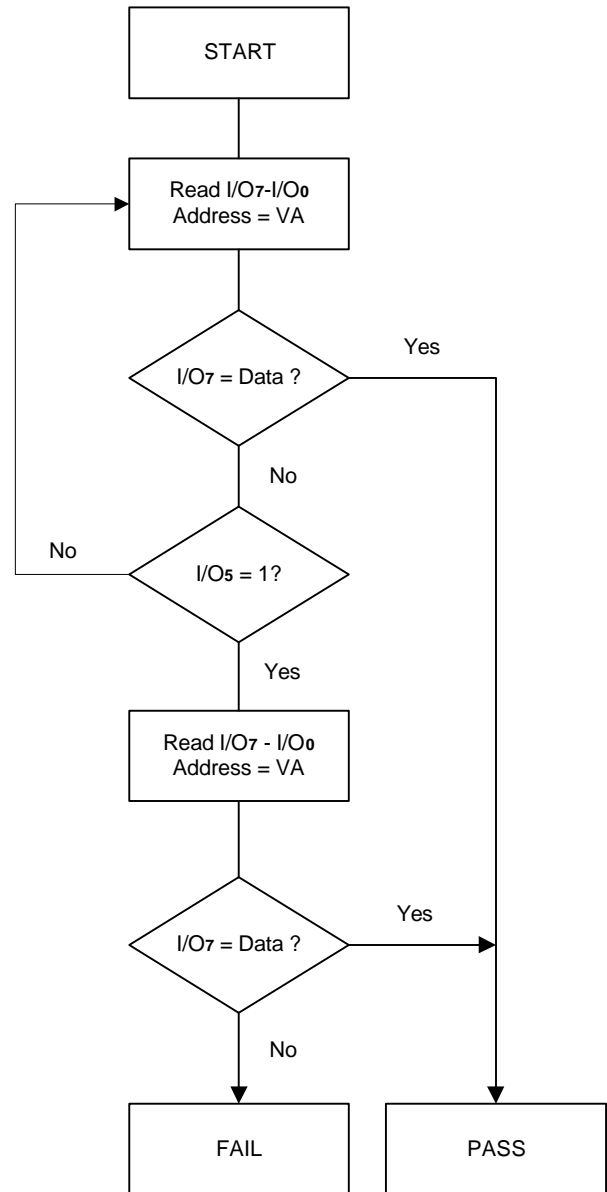 START
Read I/O7-I/O0
Address = VA
I/O7 = Data ?
Yes
No
No
I/O5 = 1?
Yes
Read I/O7 - I/O0
Address = VA
I/O7 = Data ?
Yes
No
FAIL
PASS